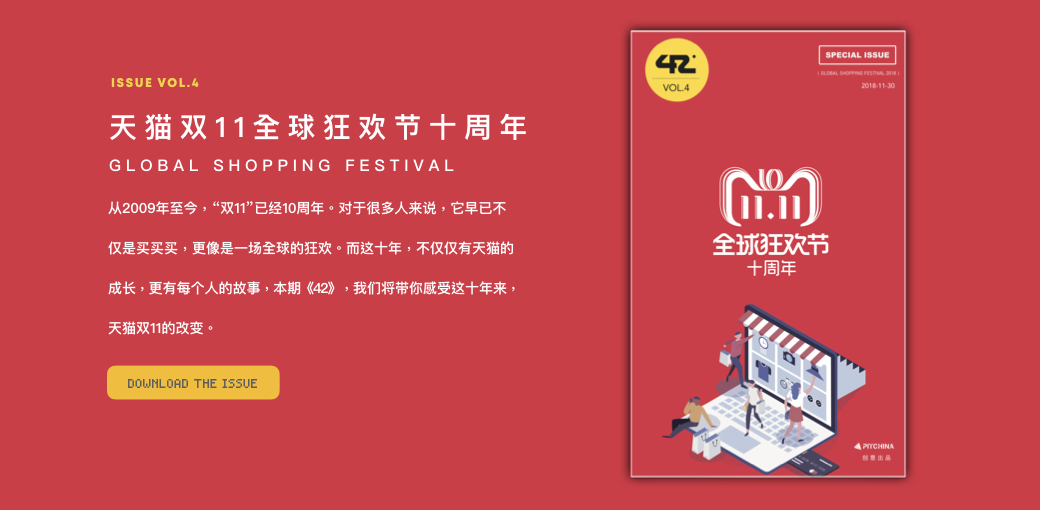 ISSUE VOL.4
天猫双11全球狂欢节十周年
GLOBAL SHOPPING FESTIVAL
从2009年至今，“双11”已经10周年。对于很多人来说，它早已不
仅是买买买，更像是一场全球的狂欢。而这十年，不仅仅有天猫的
成长，更有每个人的故事，本期《42》，我们将带你感受这十年来，
天猫双11的改变。
DOWNLOAD THE ISSUE
42
VOL.4
SPECIAL ISSUE
( GLOBAL SHOPPING FESTIVAL 2018 )
2018-11-30
10
11.11
全球狂欢节
十周年
PITCHINA
创意出品